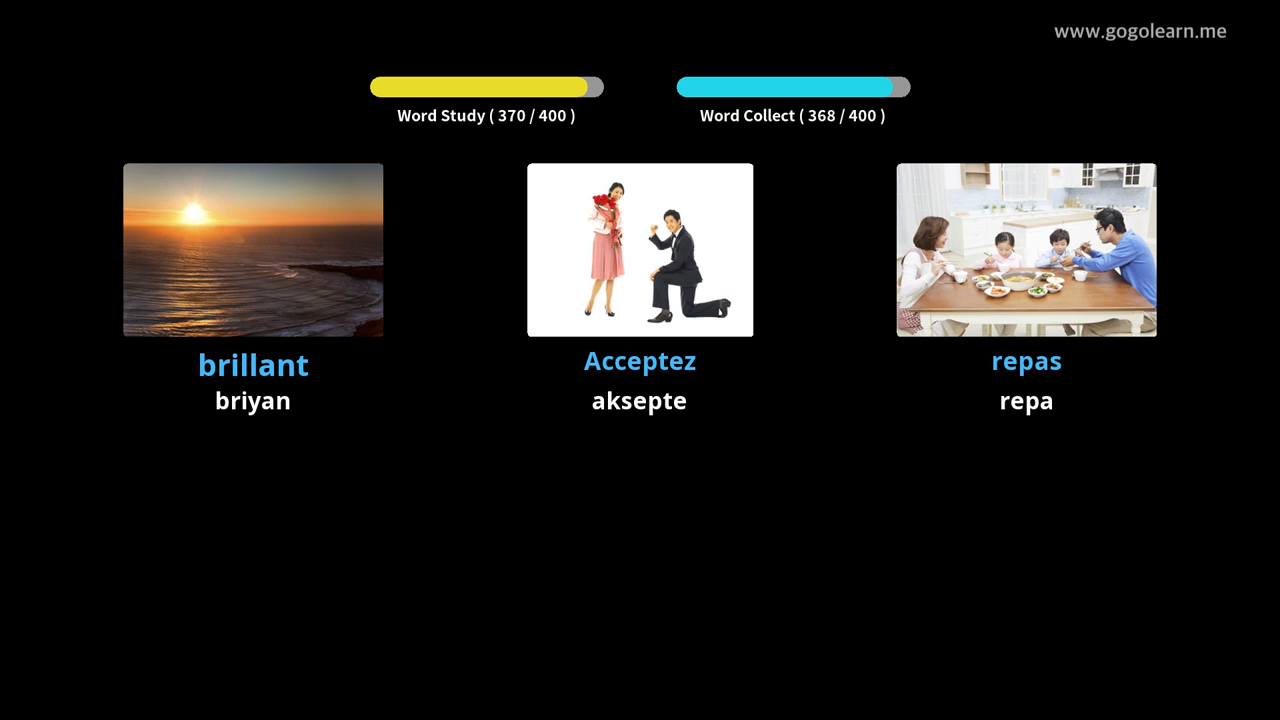 www.gogolearn.me
Word Study ( 370 / 400 )
Word Collect ( 368 / 400 )
brillant
briyan
Acceptez
aksepte
repas
repa